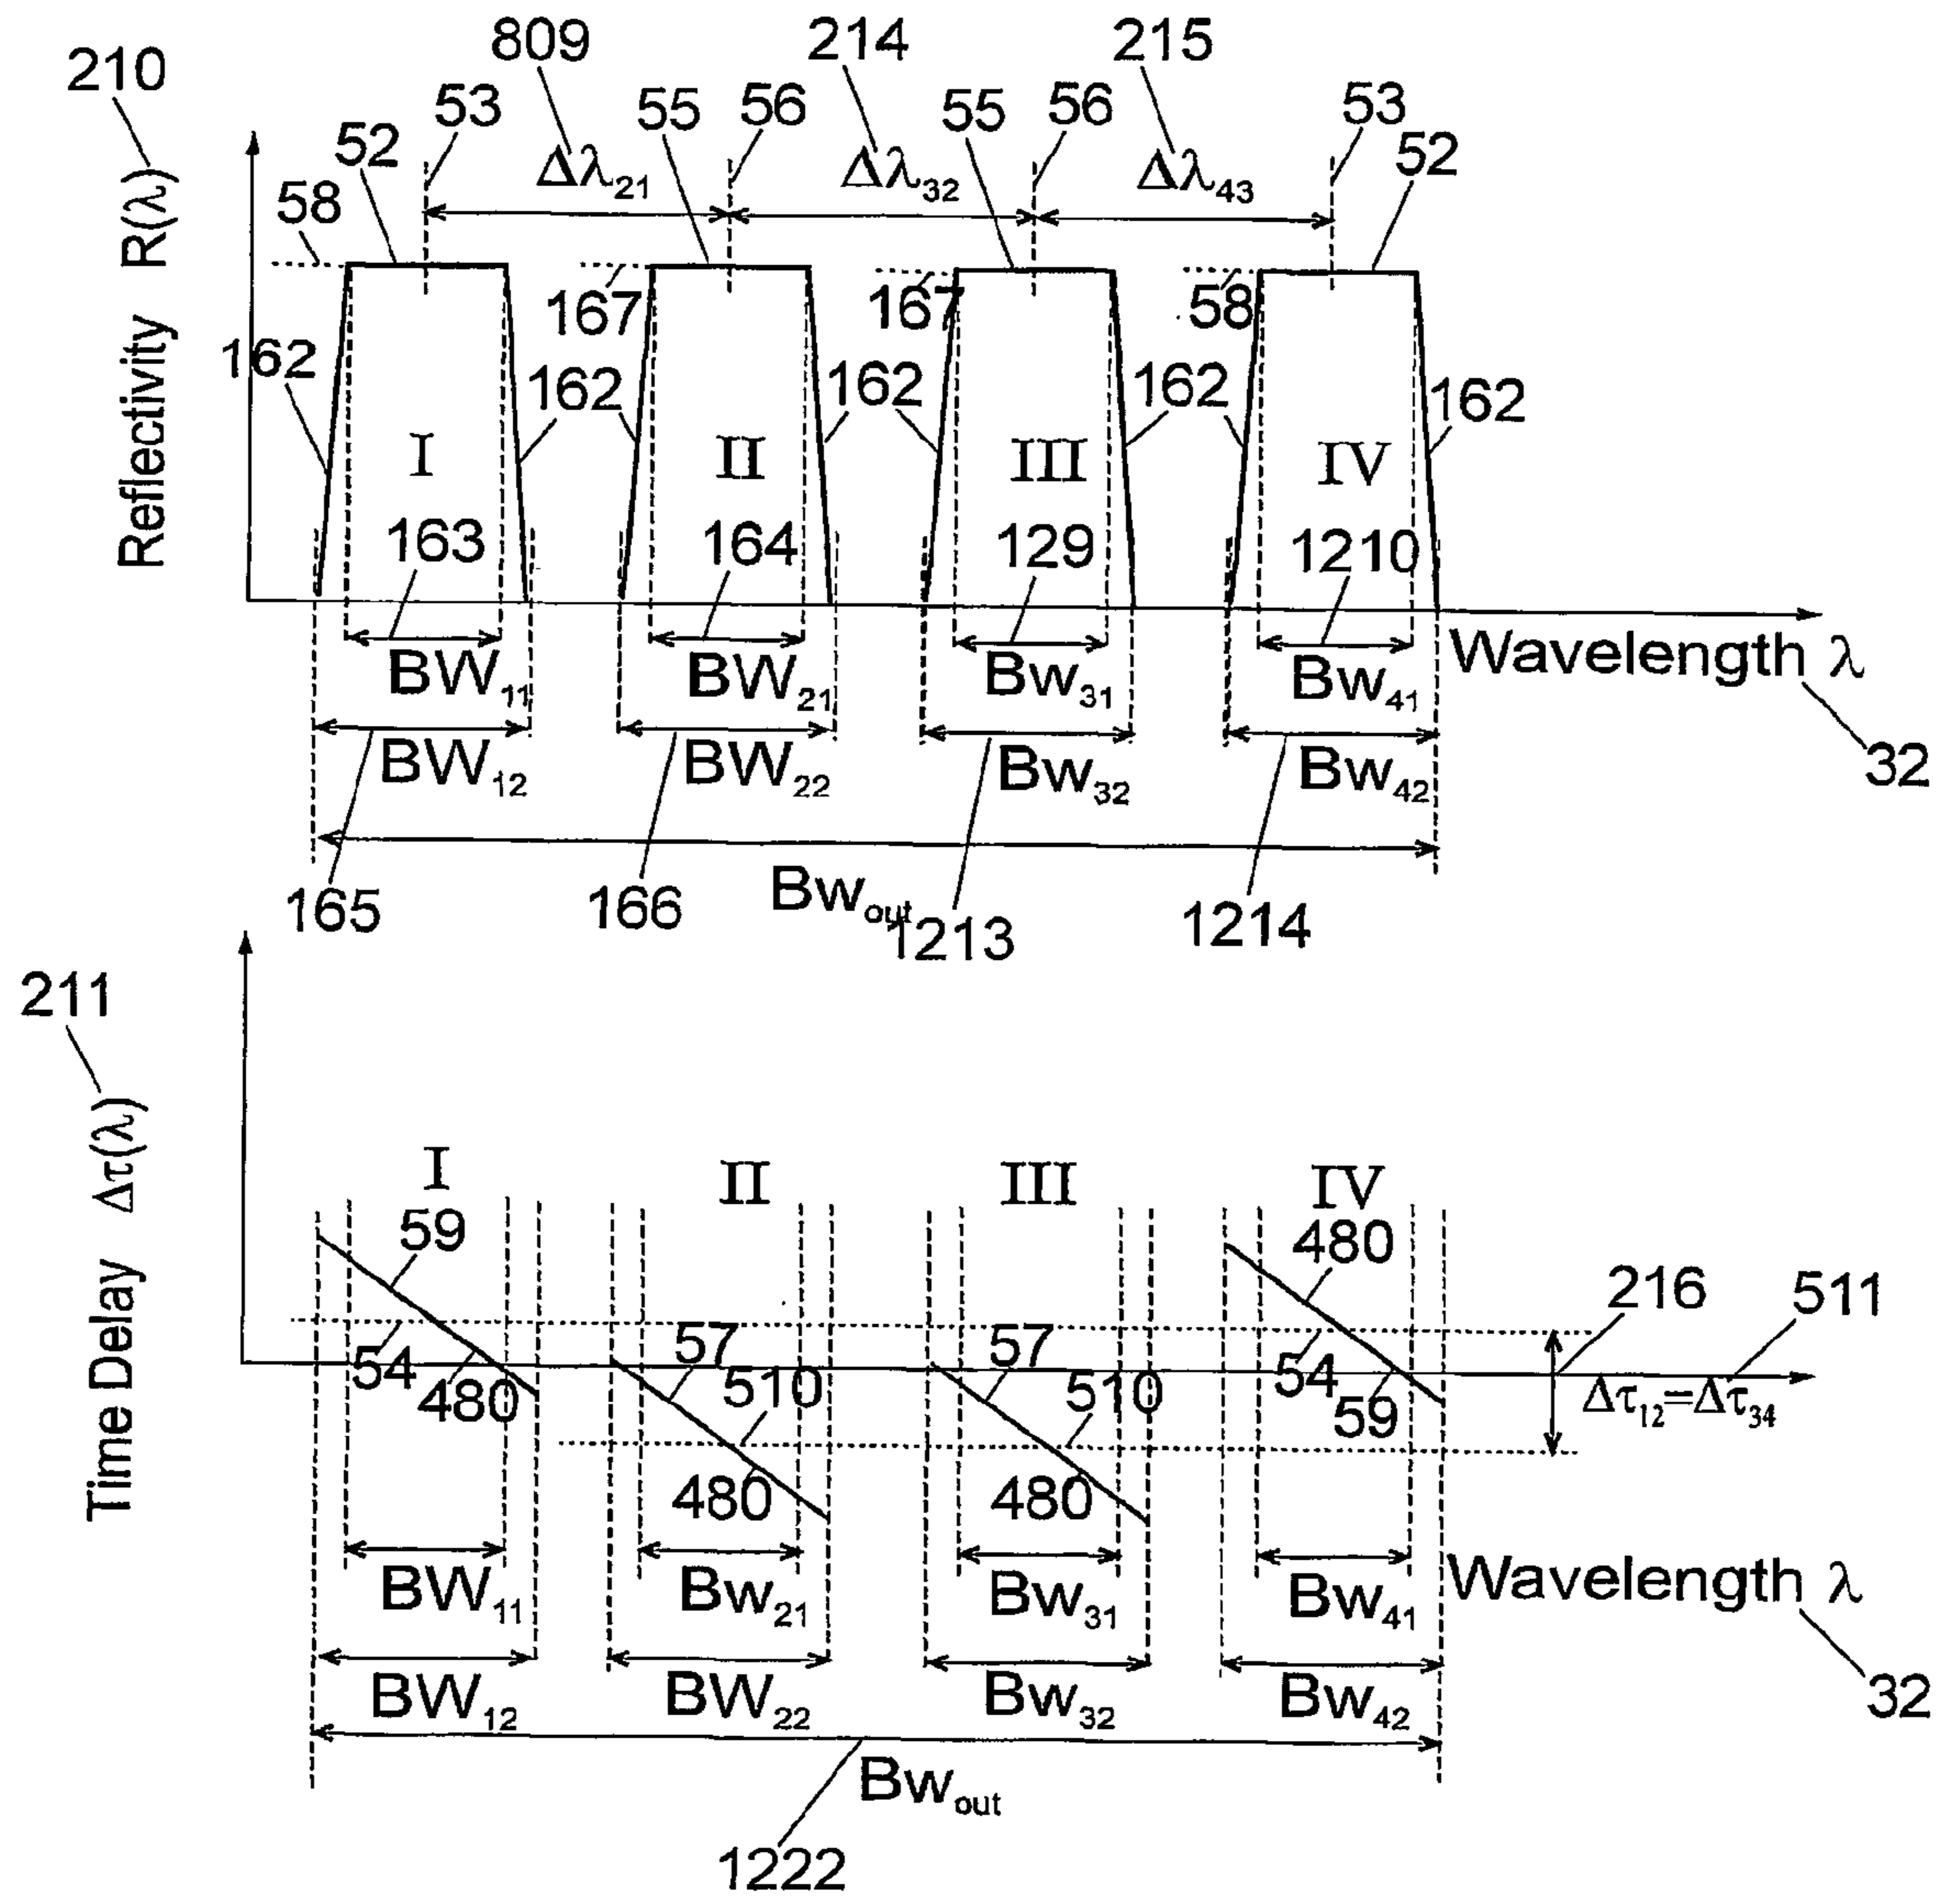 809 214 215
210 53 55 56 55 56 53
52 Δλ₂₁ Δλ₃₂ Δλ₄₃ 52
58
167 167 58
162 162 162 162 162
I II III IV
163 164 129 1210
Reflectivity R(λ)
BW₁₁ BW₂₁ Bw₃₁ Bw₄₁ Wavelength λ
BW₁₂ BW₂₂ Bw₃₂ Bw₄₂ 32
165 166 Bw_out 1213 1214
211
I II III IV
59 480
216 511
57 57
54 510 510 54
480 59 Δτ₁₂=Δτ₃₄
480 480
Time Delay Δτ(λ)
BW₁₁ Bw₂₁ Bw₃₁ Bw₄₁ Wavelength λ
BW₁₂ BW₂₂ Bw₃₂ Bw₄₂ 32
Bw_out
1222